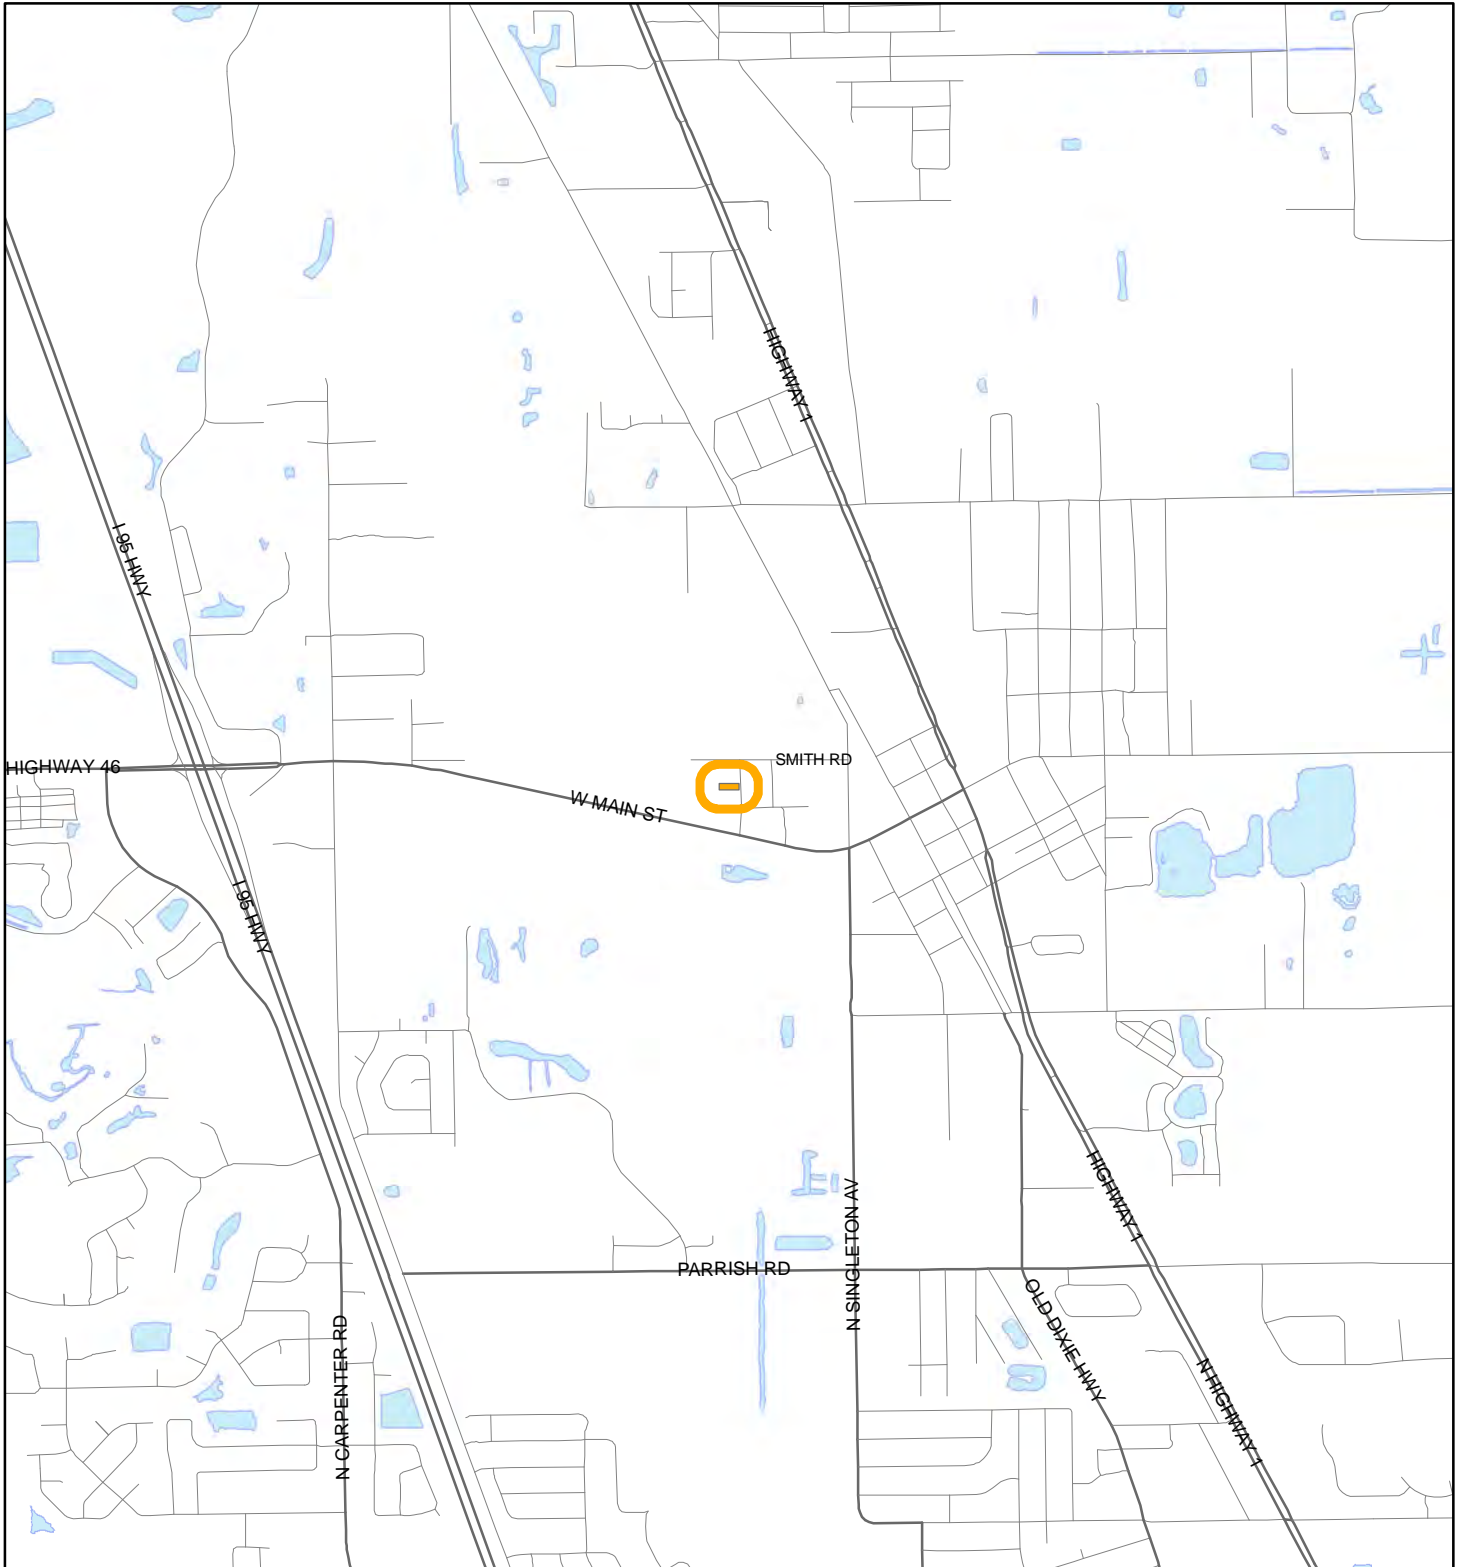 HIGHWAY 1
I 95 HWY
SMITH RD
HIGHWAY 46
W MAIN ST
I 95 HWY
HIGHWAY 1
N SINGLETON AV
PARRISH RD
OLD DIXIE HWY
N CARPENTER RD
N HIGHWAY 1